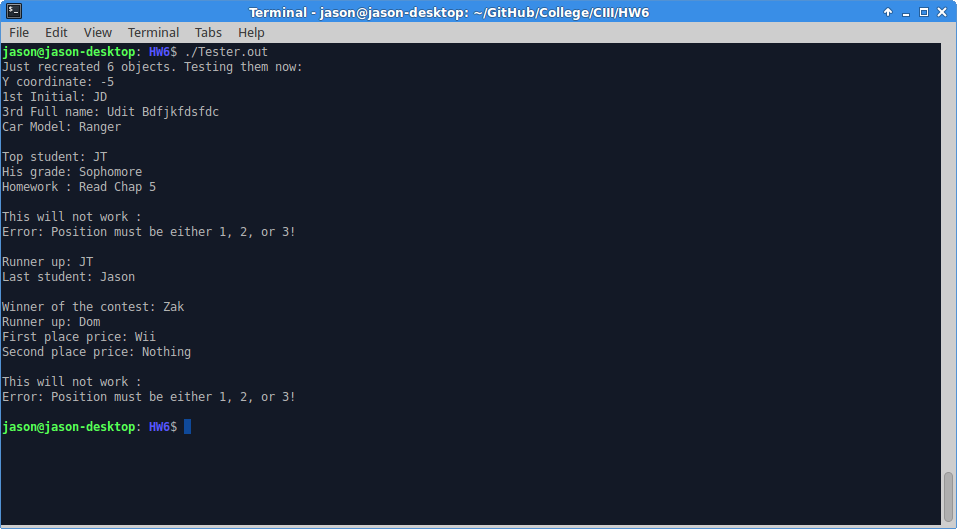 Terminal - jason@jason-desktop: ~/GitHub/College/CIII/HW6
File Edit View Terminal Tabs Help
jason@jason-desktop: HW6$ ./Tester.out
Just recreated 6 objects. Testing them now:
Y coordinate: -5
1st Initial: JD
3rd Full name: Udit Bdfjkfdsfdc
Car Model: Ranger
Top student: JT
His grade: Sophomore
Homework : Read Chap 5
This will not work :
Error: Position must be either 1, 2, or 3!
Runner up: JT
Last student: Jason
Winner of the contest: Zak
Runner up: Dom
First place price: Wii
Second place price: Nothing
This will not work :
Error: Position must be either 1, 2, or 3!
jason@jason-desktop: HW6$